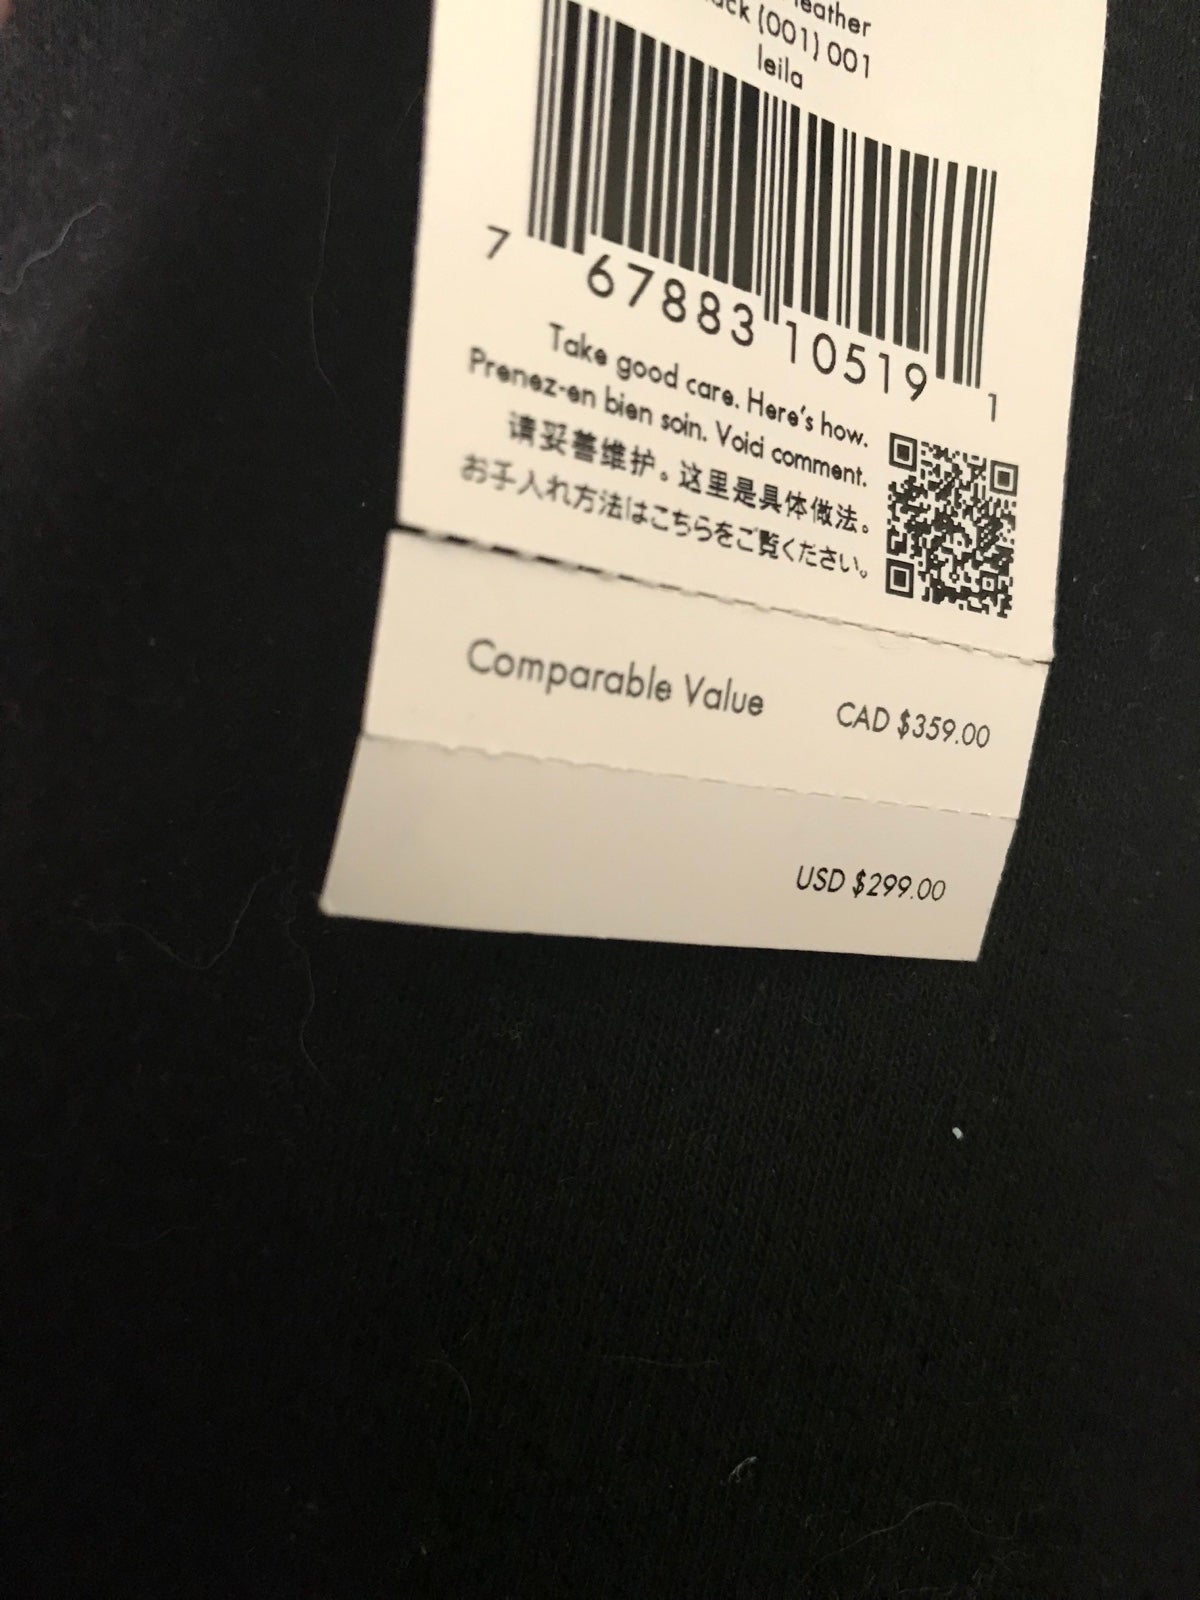 leather
(001) 001
leila
7 67883 10519 1
Take good care. Here's how.
Prenez-en bien soin. Voici comment.
请妥善维护。这里是具体做法。
お手入れ方法はこちらをご覧ください。
Comparable Value CAD $359.00
USD $299.00